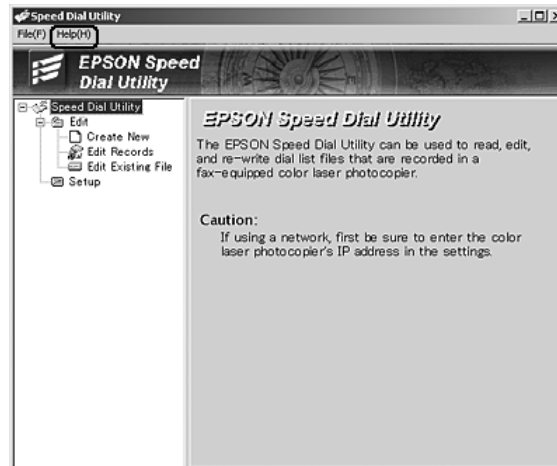 Speed Dial Utility
File(F) Help(H)
EPSON Speed
Dial Utility
Speed Dial Utility
Edit
Create New
Edit Records
Edit Existing File
Setup
EPSON Speed Dial Utility
The EPSON Speed Dial Utility can be used to read, edit,
and re-write dial list files that are recorded in a
fax-equipped color laser photocopier.
Caution:
If using a network, first be sure to enter the color
laser photocopier's IP address in the settings.